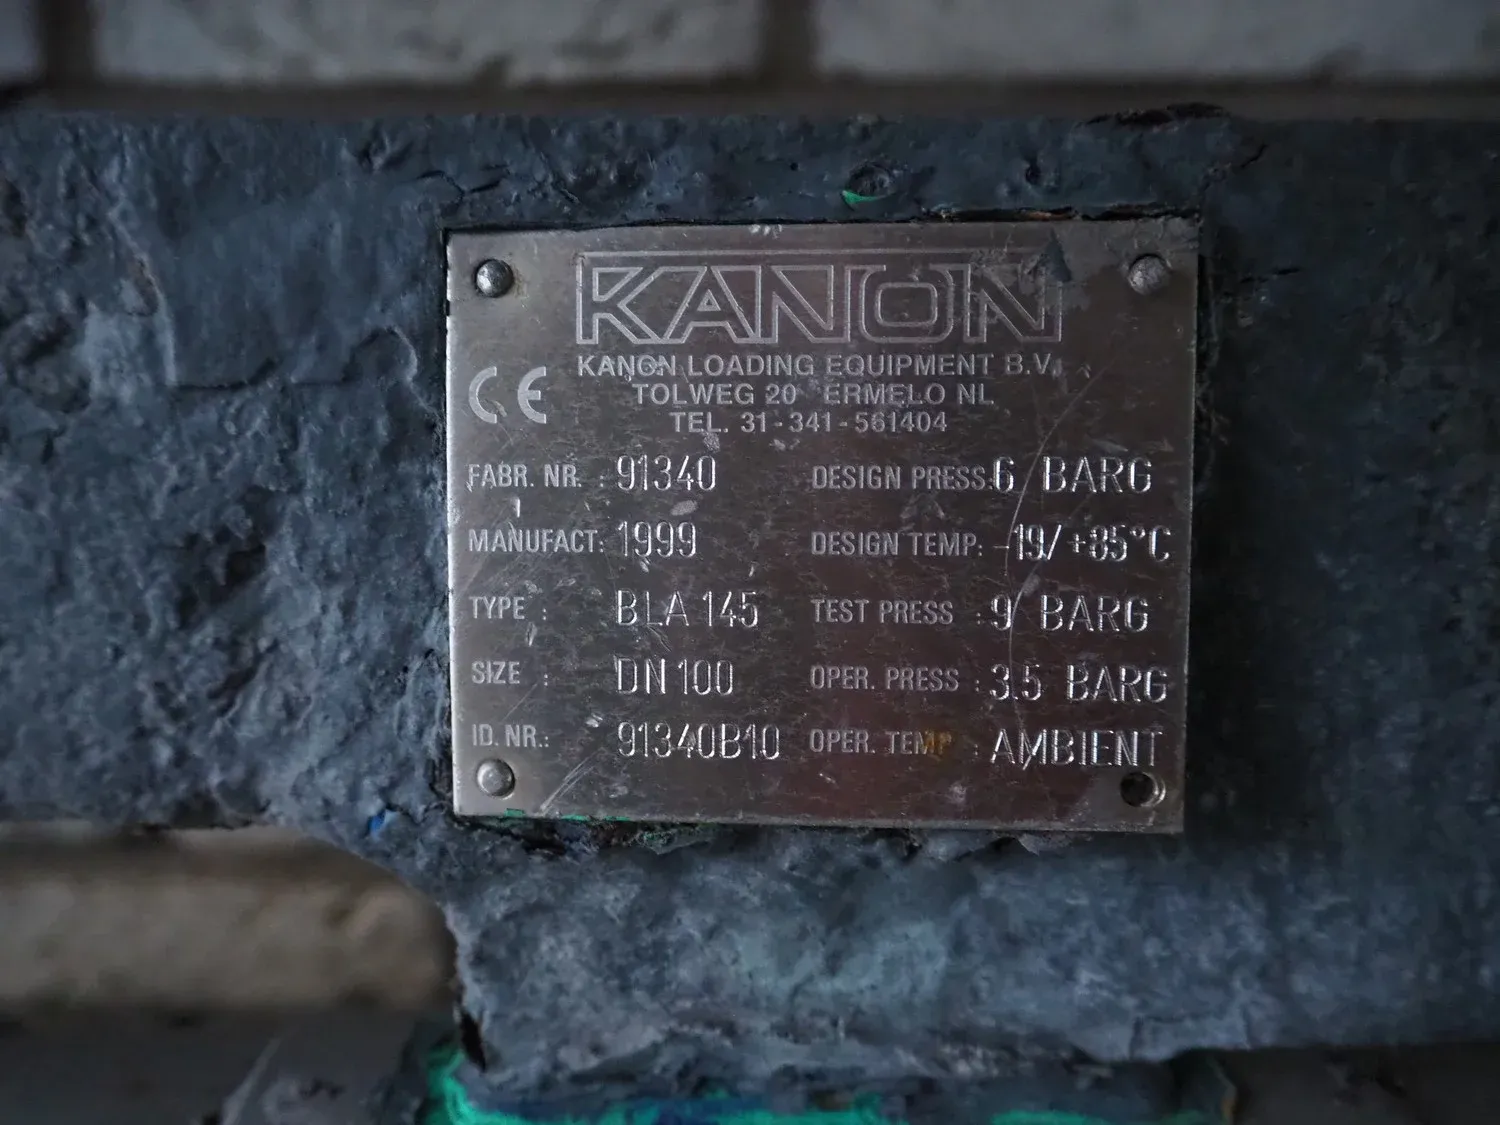 KANON
KANON LOADING EQUIPMENT B.V.
TOLWEG 20 ERMELO NL
TEL. 31-341-561404
CE
FABR. NR. : 91340 DESIGN PRESS: 6 BARG
MANUFACT: 1999 DESIGN TEMP: -19/+85°C
TYPE : BLA 145 TEST PRESS : 9 BARG
SIZE : DN 100 OPER. PRESS : 3.5 BARG
ID. NR.: 91340B10 OPER. TEMP : AMBIENT